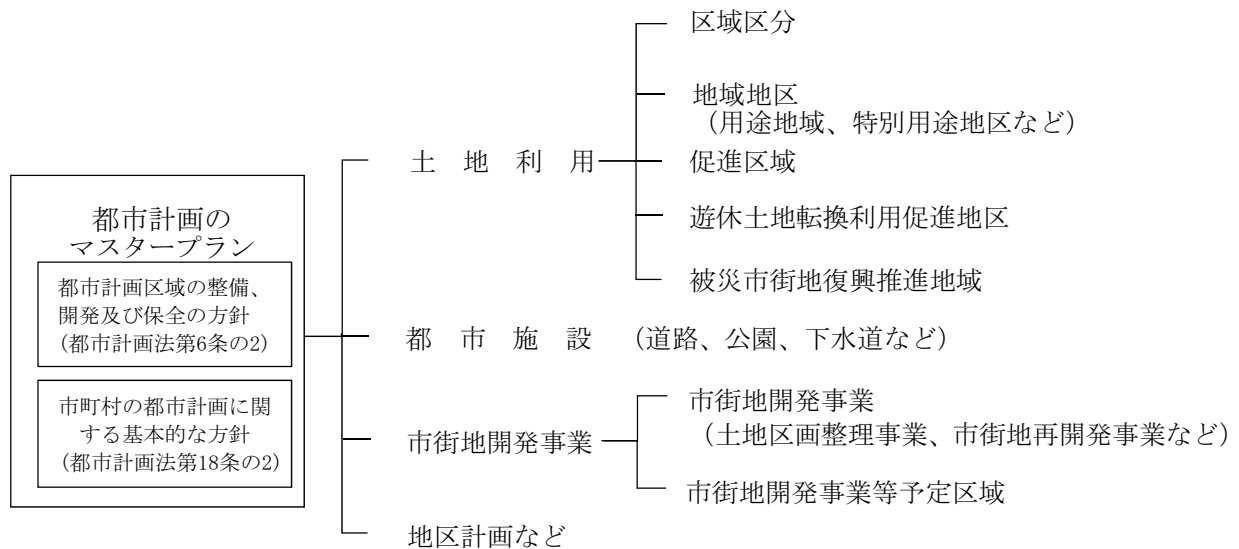 都市計画の
マスタープラン
都市計画区域の整備、
開発及び保全の方針
(都市計画法第6条の2)
市町村の都市計画に関
する基本的な方針
(都市計画法第18条の2)
土地利用
区域区分
地域地区
(用途地域、特別用途地区など)
促進区域
遊休土地転換利用促進地区
被災市街地復興推進地域
都市施設 (道路、公園、下水道など)
市街地開発事業
市街地開発事業
(土地区画整理事業、市街地再開発事業など)
市街地開発事業等予定区域
地区計画など